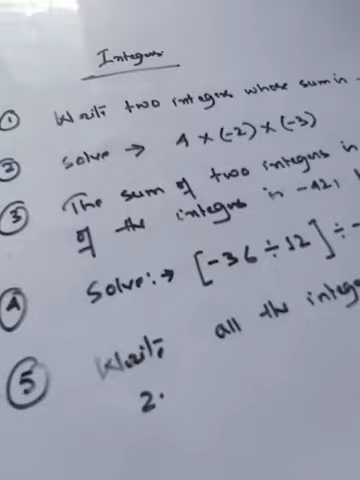 Integers
① Write two integers whose sum is -
② Solve → 4 × (-2) × (-3)
③ The sum of two integers is
of the integers is -42,
④ Solve:→ [-36 ÷ 12] ÷ -
⑤ Write all the integ
2.